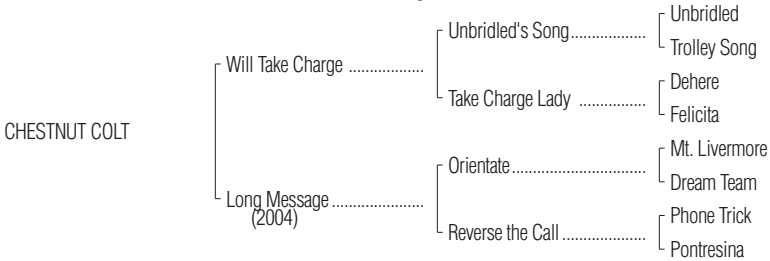 Unbridled
Unbridled's Song..................
Trolley Song
Will Take Charge ..................
Dehere
Take Charge Lady ................
Felicita
CHESTNUT COLT
Mt. Livermore
Orientate................................
Dream Team
Long Message ......................
(2004)
Phone Trick
Reverse the Call ....................
Pontresina